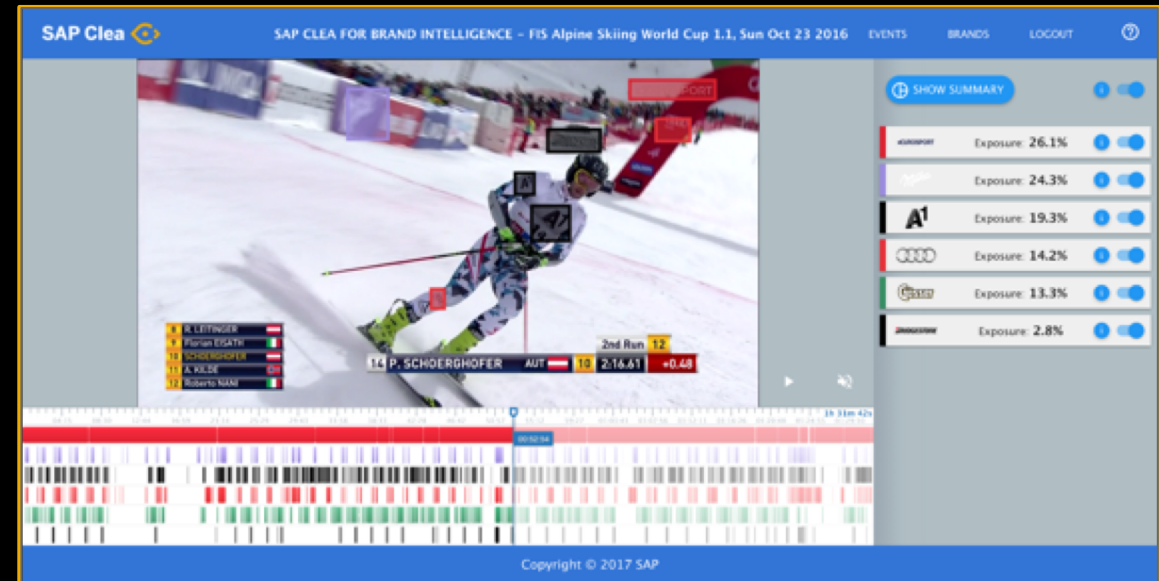 SAP Clea
SAP CLEA FOR BRAND INTELLIGENCE – FIS Alpine Skiing World Cup 1.1, Sun Oct 23 2016
EVENTS
BRANDS
LOGOUT
SHOW SUMMARY
EUROSPORT Exposure: 26.1%
Exposure: 24.3%
A1 Exposure: 19.3%
Exposure: 14.2%
Gösser Exposure: 13.3%
BRIDGESTONE Exposure: 2.8%
PORT
A1
8 R. LEITINGER
9 Florian EISATH
10 SCHOERGHOFER
11 A. KILDE
12 Roberto NANI
2nd Run 12
14 P. SCHOERGHOFER AUT 10 2:16.61 +0.48
1h 31m 42s
00:52:54
Copyright © 2017 SAP